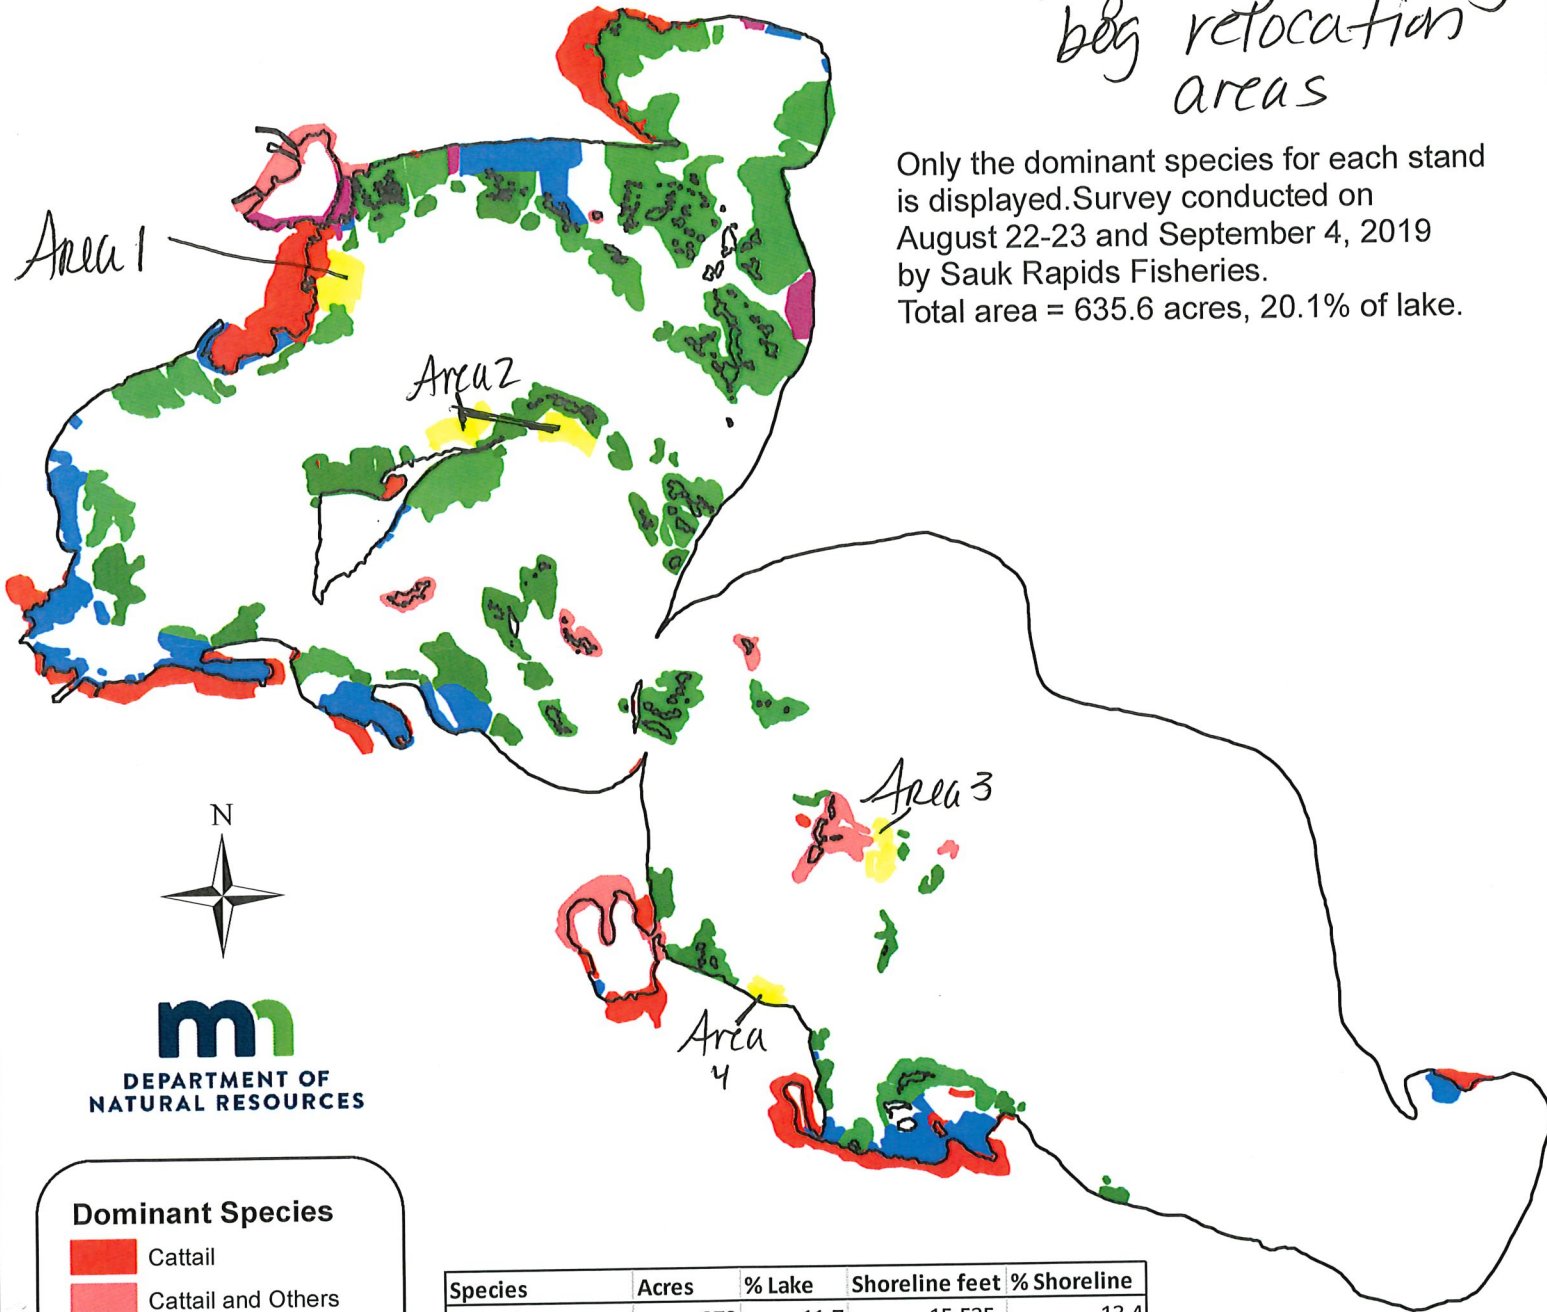 bog relocation
areas
Only the dominant species for each stand
is displayed.Survey conducted on
August 22-23 and September 4, 2019
by Sauk Rapids Fisheries.
Total area = 635.6 acres, 20.1% of lake.
Area 1
Area 2
Area 3
Area
4
N
mn
DEPARTMENT OF
NATURAL RESOURCES
Dominant Species
Cattail
Cattail and Others
Species Acres % Lake Shoreline feet % Shoreline